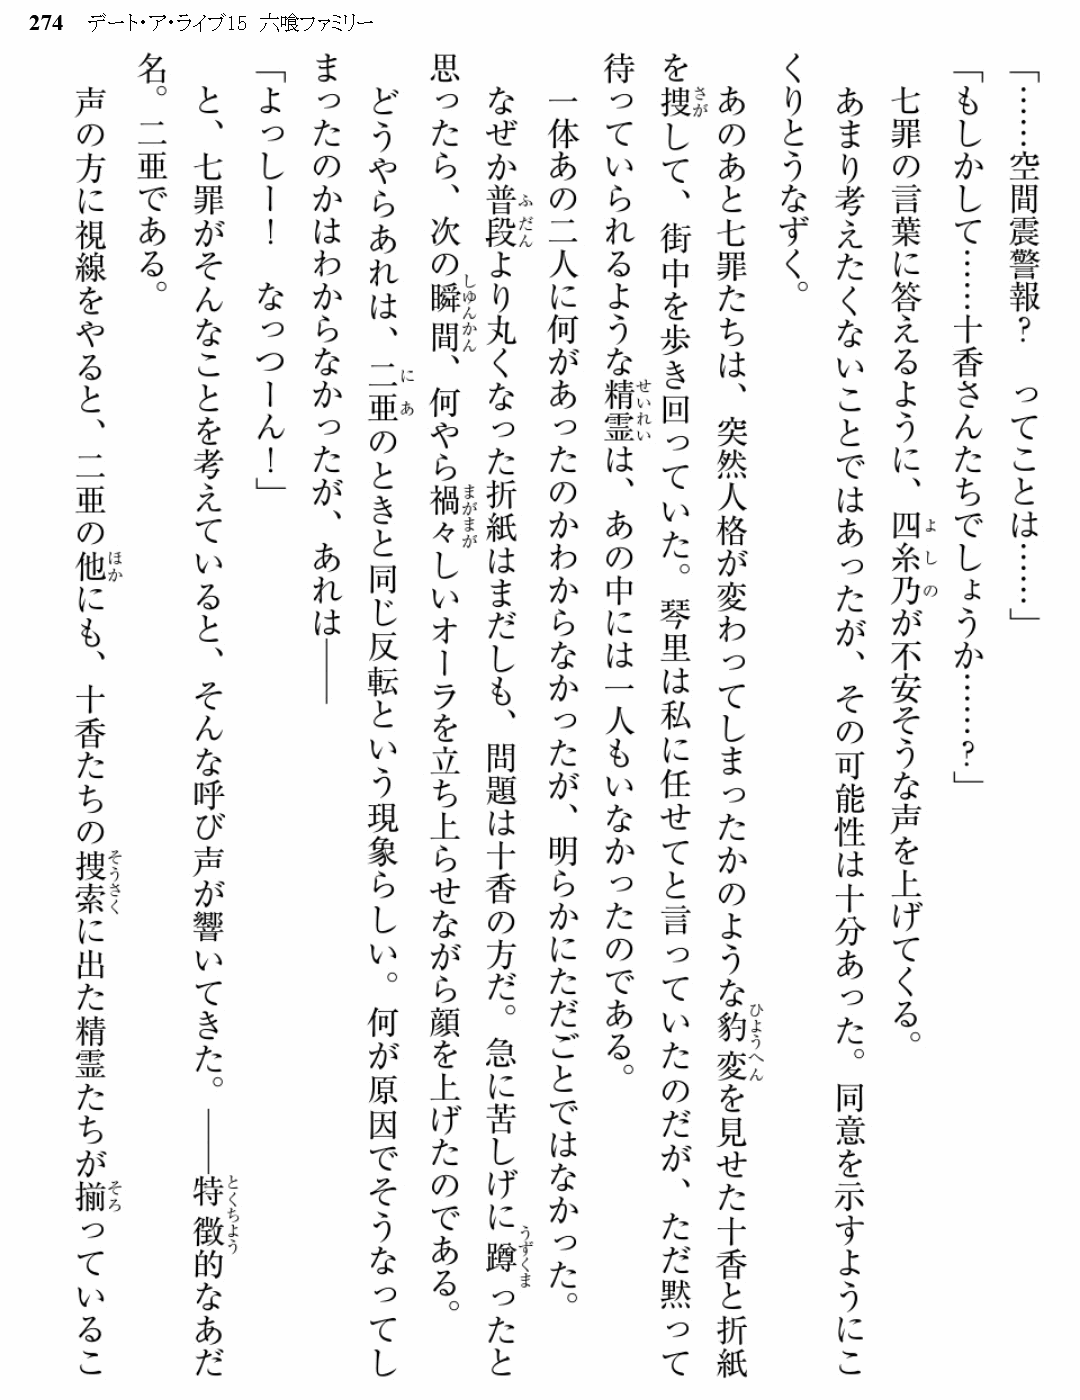 274 デート・ア・ライブ15 六喰ファミリー
「……空間震警報？　ってことは……」
「もしかして……十香さんたちでしょうか……？」
七罪の言葉に答えるように、四糸乃が不安そうな声を上げてくる。
あまり考えたくないことではあったが、その可能性は十分あった。同意を示すようにこ
くりとうなずく。
あのあと七罪たちは、突然人格が変わってしまったかのような豹変を見せた十香と折紙
を捜して、街中を歩き回っていた。琴里は私に任せてと言っていたのだが、ただ黙って
待っていられるような精霊は、あの中には一人もいなかったのである。
一体あの二人に何があったのかわからなかったが、明らかにただごとではなかった。
なぜか普段より丸くなった折紙はまだしも、問題は十香の方だ。急に苦しげに蹲ったと
思ったら、次の瞬間、何やら禍々しいオーラを立ち上らせながら顔を上げたのである。
どうやらあれは、二亜のときと同じ反転という現象らしい。何が原因でそうなってし
まったのかはわからなかったが、あれは――
「よっしー！　なっつーん！」
と、七罪がそんなことを考えていると、そんな呼び声が響いてきた。――特徴的なあだ
名。二亜である。
声の方に視線をやると、二亜の他にも、十香たちの捜索に出た精霊たちが揃っているこ